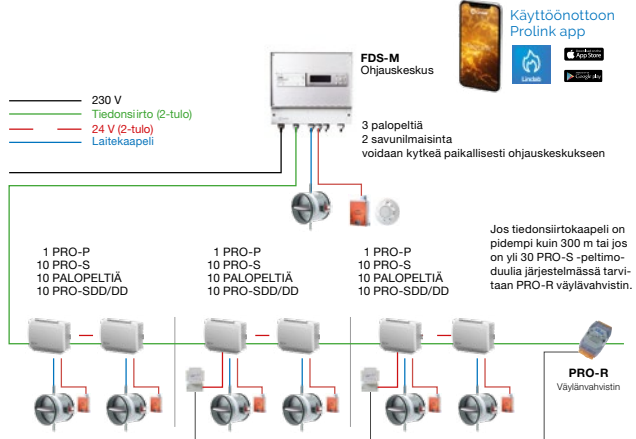 Käyttöönottoon
Prolink app
Lindab
App Store
Google play
FDS-M
Ohjauskeskus
230 V
Tiedonsiirto (2-tulo)
24 V (2-tulo)
Laitekaapeli
3 palopeltiä
2 savunilmaisinta
voidaan kytkeä paikallisesti ohjauskeskukseen
1 PRO-P
10 PRO-S
10 PALOPELTIÄ
10 PRO-SDD/DD
1 PRO-P
10 PRO-S
10 PALOPELTIÄ
10 PRO-SDD/DD
1 PRO-P
10 PRO-S
10 PALOPELTIÄ
10 PRO-SDD/DD
Jos tiedonsiirtokaapeli on
pidempi kuin 300 m tai jos
on yli 30 PRO-S -peltimo-
duulia järjestelmässä tarvi-
taan PRO-R väylävahvistin.
PRO-R
Väylänvahvistin